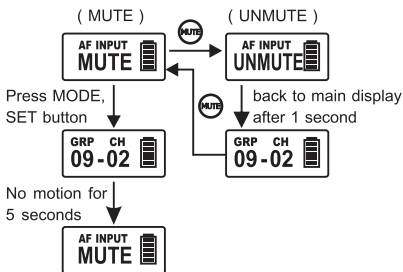 ( MUTE ) ( UNMUTE )
MUTE
AF INPUT AF INPUT
MUTE UNMUTE
Press MODE,
SET button
MUTE
back to main display
after 1 second
GRP CH GRP CH
09-02 09-02
No motion for
5 seconds
AF INPUT
MUTE